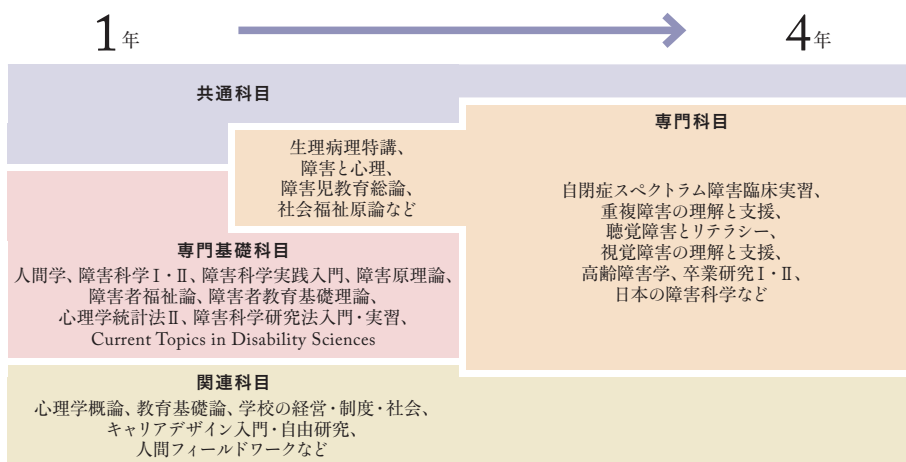 1年
4年
共通科目
生理病理特講、
障害と心理、
障害児教育総論、
社会福祉原論など
専門科目
自閉症スペクトラム障害臨床実習、
重複障害の理解と支援、
聴覚障害とリテラシー、
視覚障害の理解と支援、
高齢障害学、卒業研究Ⅰ・Ⅱ、
日本の障害科学など
専門基礎科目
人間学、障害科学Ⅰ・Ⅱ、障害科学実践入門、障害原理論、
障害者福祉論、障害者教育基礎理論、
心理学統計法Ⅱ、障害科学研究法入門・実習、
Current Topics in Disability Sciences
関連科目
心理学概論、教育基礎論、学校の経営・制度・社会、
キャリアデザイン入門・自由研究、
人間フィールドワークなど